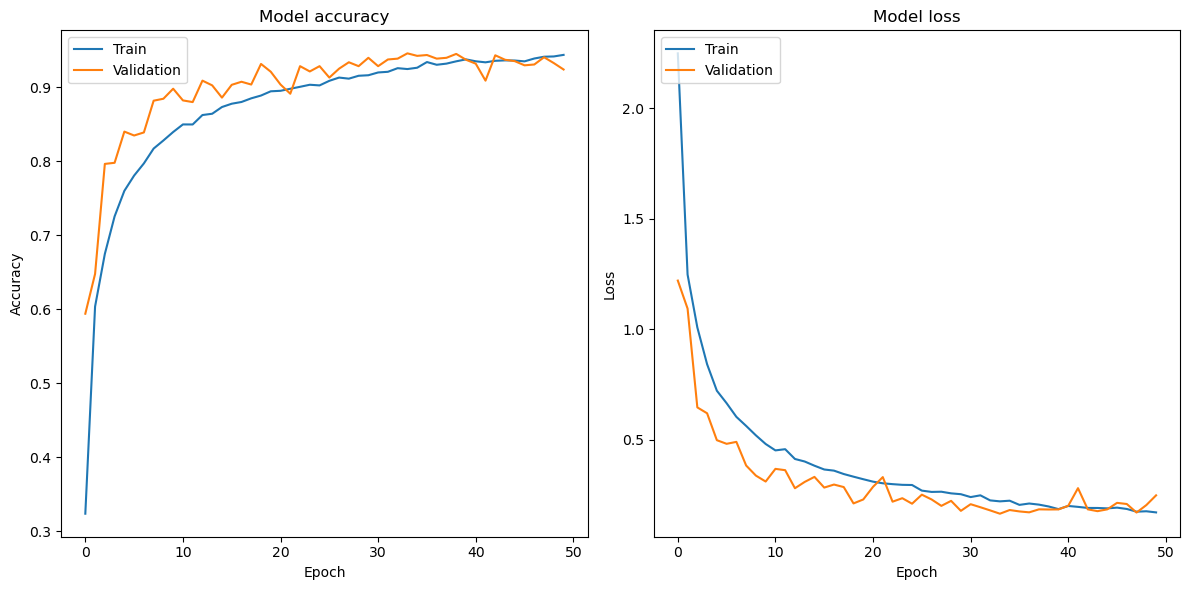 Model accuracy
Train
Validation
0.9
0.8
0.7
0.6
0.5
0.4
0.3
Accuracy
0 10 20 30 40 50
Epoch
Model loss
Train
Validation
2.0
1.5
1.0
0.5
Loss
0 10 20 30 40 50
Epoch